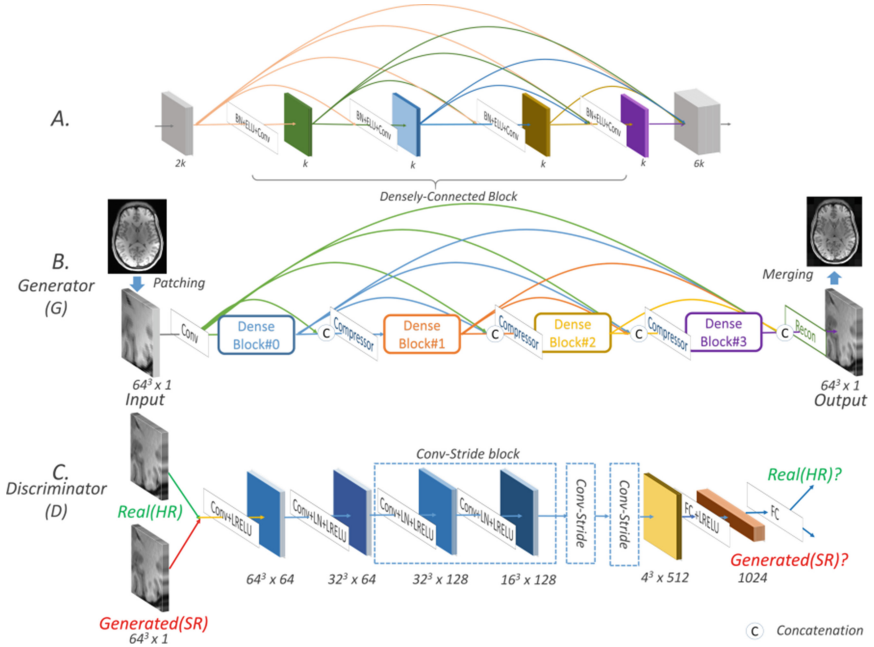 A.
BN+ELU+Conv
BN+ELU+Conv
BN+ELU+Conv
BN+ELU+Conv
2k
k
k
k
k
6k
Densely-Connected Block
B.
Generator
(G)
Patching
Merging
Conv
Dense
Block#0
C
Compressor
Dense
Block#1
C
Compressor
Dense
Block#2
C
Compressor
Dense
Block#3
C
Recon
64³ x 1
Input
64³ x 1
Output
C.
Discriminator
(D)
Real(HR)
Generated(SR)
64³ x 1
Conv-Stride block
Conv+LRELU
Conv+LN+LRELU
Conv+LN+LRELU
Conv+LN+LRELU
Conv-Stride
Conv-Stride
FC+LRELU
FC
64³ x 64
32³ x 64
32³ x 128
16³ x 128
4³ x 512
1024
Real(HR)?
Generated(SR)?
C Concatenation